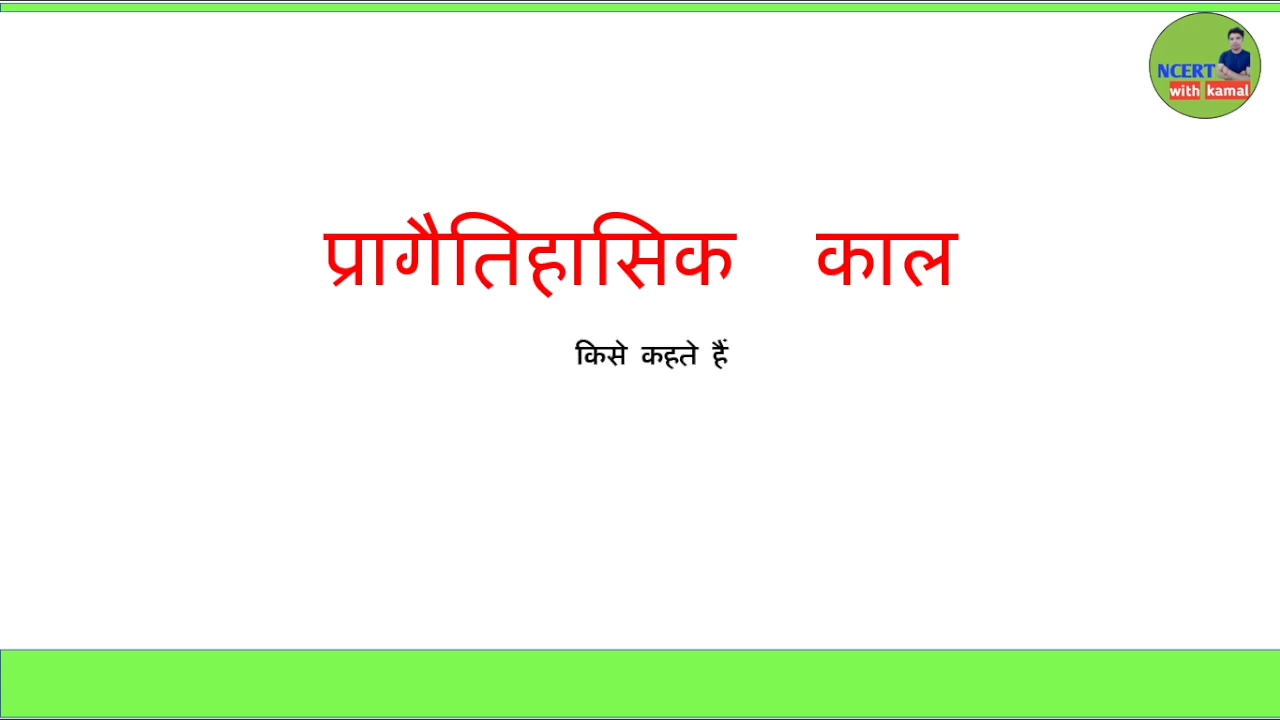 NCERT
with kamal
प्रागैतिहासिक काल
किसे कहते हैं